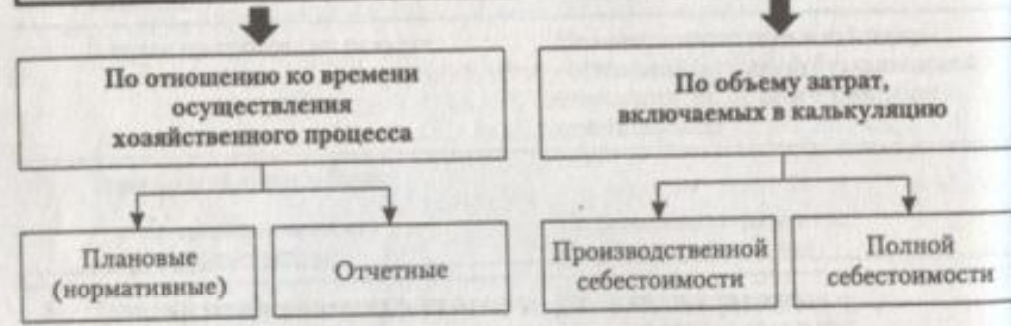 По отношению ко времени
осуществления
хозяйственного процесса
По объему затрат,
включаемых в калькуляцию
Плановые
(нормативные)
Отчетные
Производственной
себестоимости
Полной
себестоимости